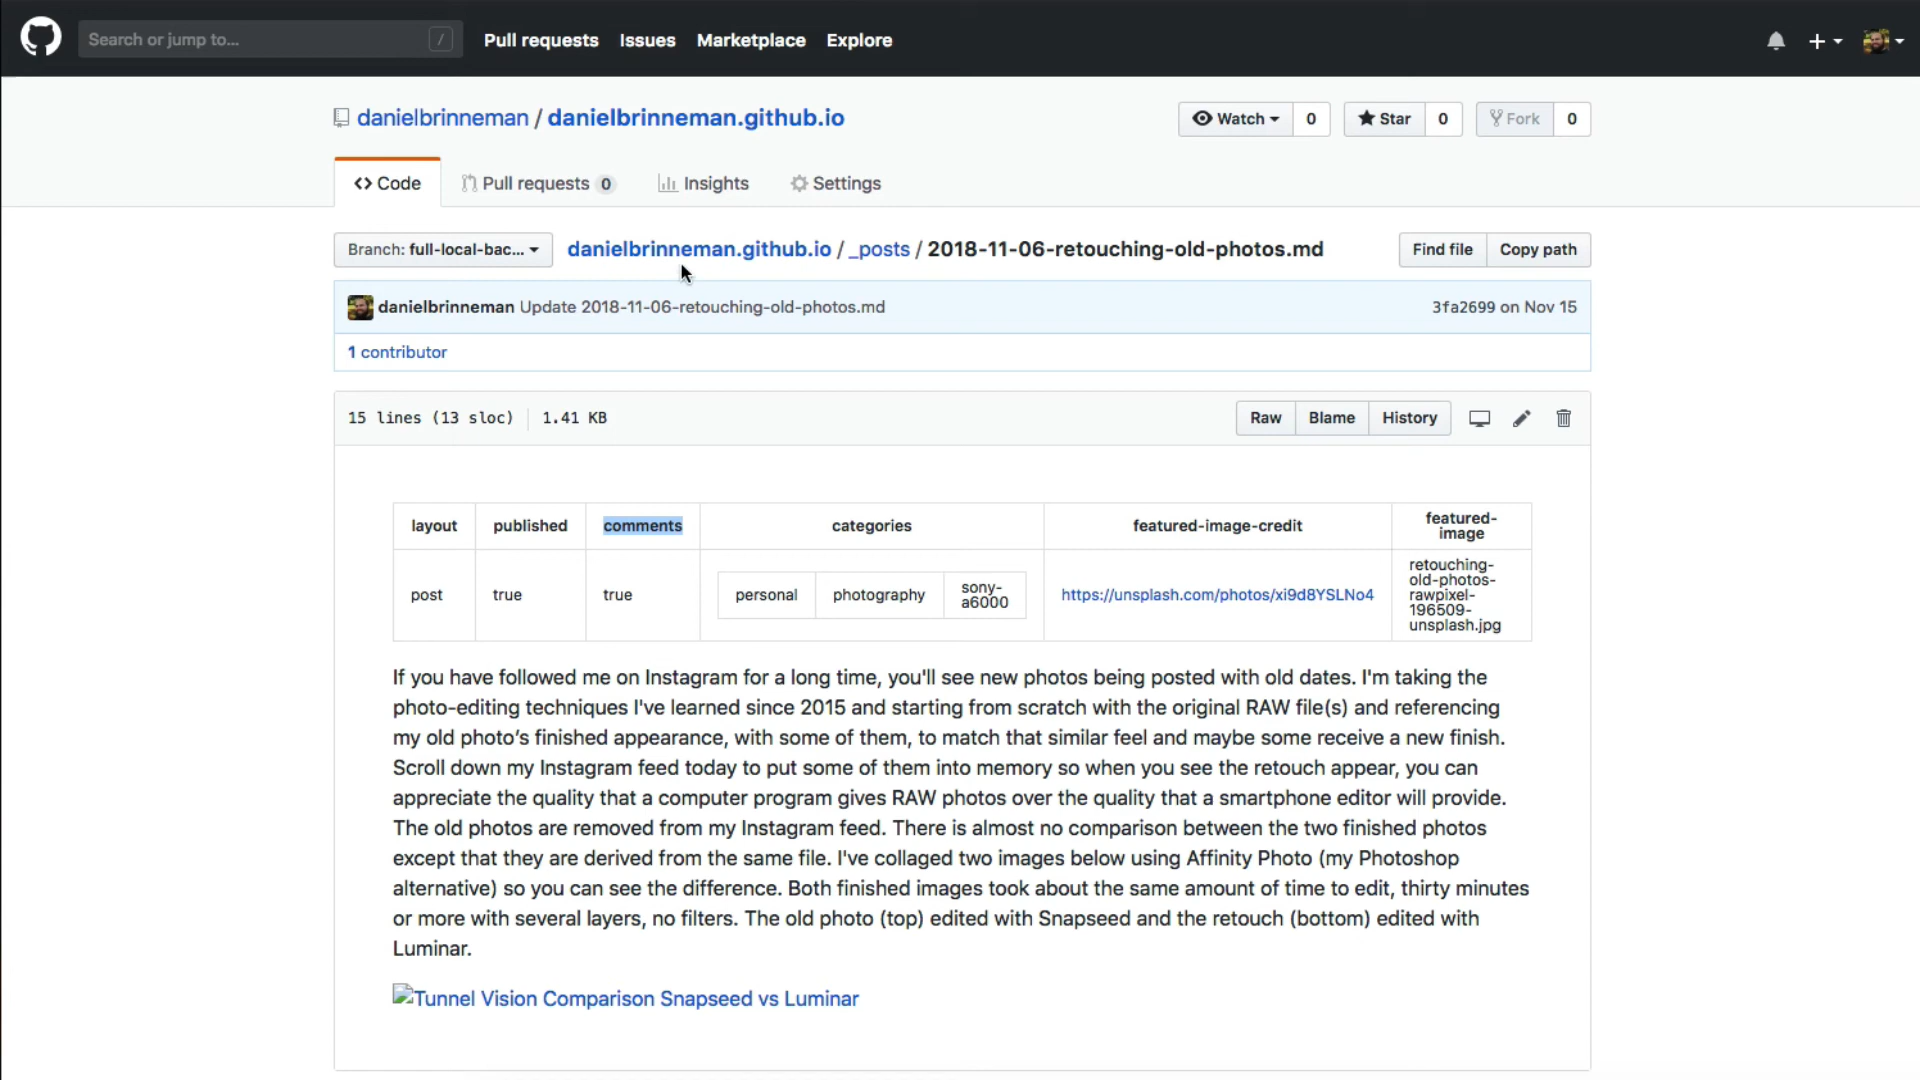 Search or jump to... /
Pull requests Issues Marketplace Explore
danielbrinneman / danielbrinneman.github.io
Watch 0 Star 0 Fork 0
Code Pull requests 0 Insights Settings
Branch: full-local-bac... danielbrinneman.github.io / _posts / 2018-11-06-retouching-old-photos.md Find file Copy path
danielbrinneman Update 2018-11-06-retouching-old-photos.md 3fa2699 on Nov 15
1 contributor
15 lines (13 sloc) 1.41 KB Raw Blame History
layout published comments categories featured-image-credit featured-
image
post true true personal photography sony-
a6000 https://unsplash.com/photos/xi9d8YSLNo4 retouching-
old-photos-
rawpixel-
196509-
unsplash.jpg
If you have followed me on Instagram for a long time, you'll see new photos being posted with old dates. I'm taking the
photo-editing techniques I've learned since 2015 and starting from scratch with the original RAW file(s) and referencing
my old photo’s finished appearance, with some of them, to match that similar feel and maybe some receive a new finish.
Scroll down my Instagram feed today to put some of them into memory so when you see the retouch appear, you can
appreciate the quality that a computer program gives RAW photos over the quality that a smartphone editor will provide.
The old photos are removed from my Instagram feed. There is almost no comparison between the two finished photos
except that they are derived from the same file. I've collaged two images below using Affinity Photo (my Photoshop
alternative) so you can see the difference. Both finished images took about the same amount of time to edit, thirty minutes
or more with several layers, no filters. The old photo (top) edited with Snapseed and the retouch (bottom) edited with
Luminar.
Tunnel Vision Comparison Snapseed vs Luminar